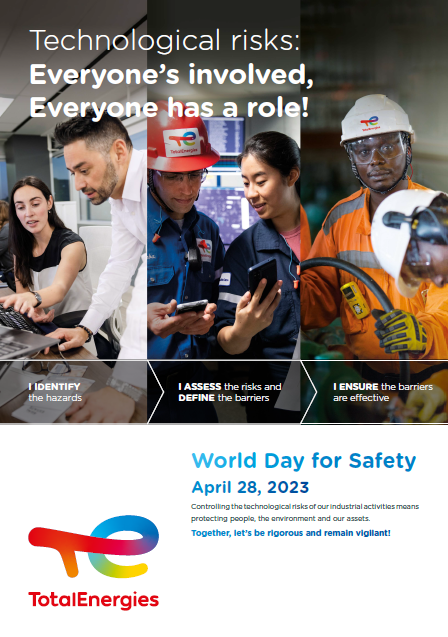 Technological risks:
Everyone's involved,
Everyone has a role!
TotalEnergies
I IDENTIFY
the hazards
I ASSESS the risks and
DEFINE the barriers
I ENSURE the barriers
are effective
World Day for Safety
April 28, 2023
Controlling the technological risks of our industrial activities means
protecting people, the environment and our assets.
Together, let's be rigorous and remain vigilant!
TotalEnergies